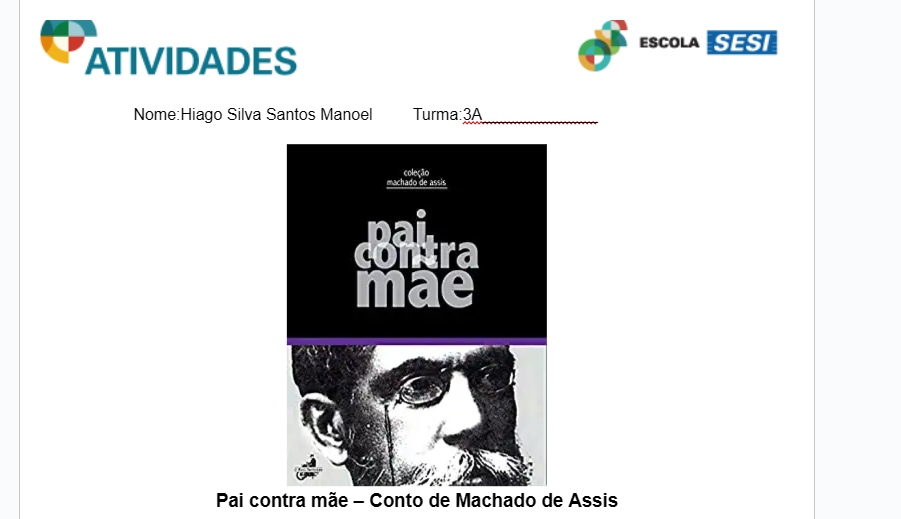 ATIVIDADES
ESCOLA SESI
Nome:Hiago Silva Santos Manoel Turma:3A
coleção
machado de assis
pai
contra
mãe
Pai contra mãe – Conto de Machado de Assis